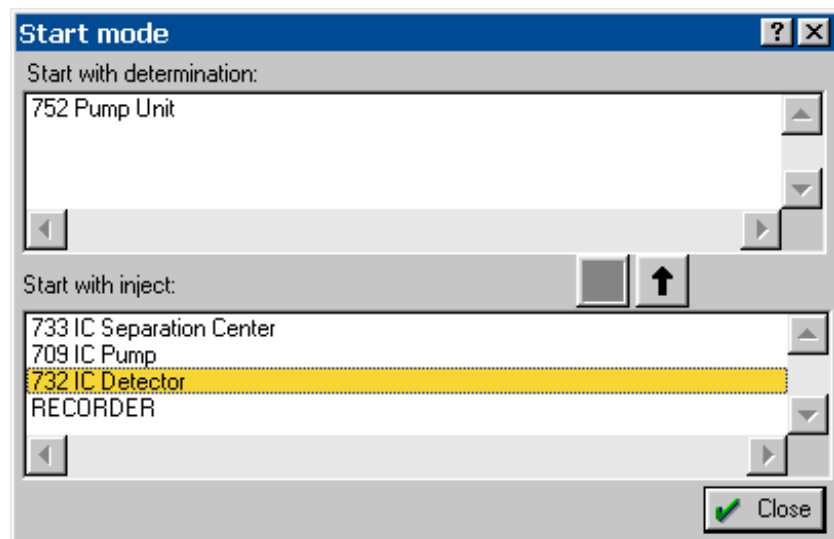 Start mode
Start with determination:
752 Pump Unit
Start with inject:
733 IC Separation Center
709 IC Pump
732 IC Detector
RECORDER
Close